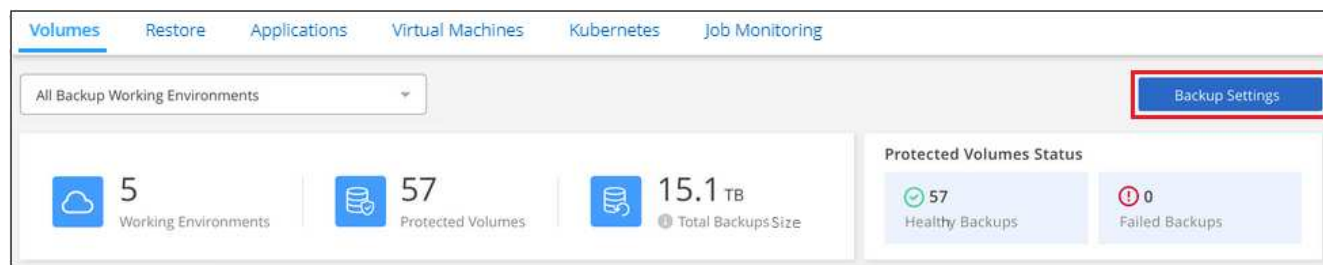 Volumes Restore Applications Virtual Machines Kubernetes Job Monitoring
All Backup Working Environments Backup Settings
Protected Volumes Status
5 57 15.1 TB
Working Environments Protected Volumes Total Backups Size
57 0
Healthy Backups Failed Backups